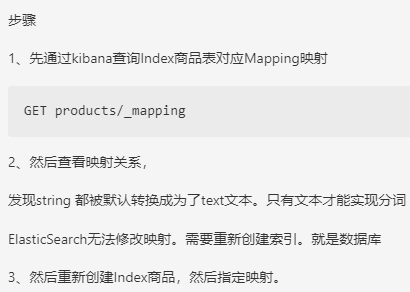 步骤
1、先通过kibana查询Index商品表对应Mapping映射
GET products/_mapping
2、然后查看映射关系，
发现string 都被默认转换成为了text文本。只有文本才能实现分词
ElasticSearch无法修改映射。需要重新创建索引。就是数据库
3、然后重新创建Index商品，然后指定映射。